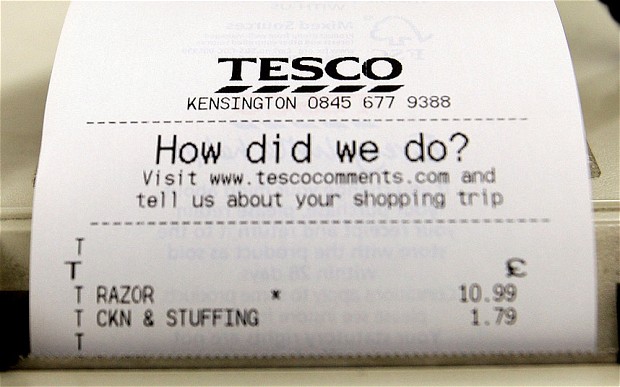 TESCO
KENSINGTON 0845 677 9388
How did we do?
Visit www.tescocomments.com and
tell us about your shopping trip
T
T £
T RAZOR * 10.99
T CKN & STUFFING 1.79
T